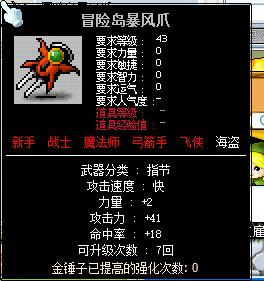 冒险岛暴风爪
要求等级: 43
要求力量: 0
要求敏捷: 0
要求智力: 0
要求运气: 0
要求人气度: -
道具等级: -
道具经验值: -
新手 战士 魔法师 弓箭手 飞侠 海盗
武器分类 : 指节
攻击速度 : 快
力量 : +2
攻击力 : +41
命中率 : +18
可升级次数 : 7回
金锤子已提高的强化次数: 0